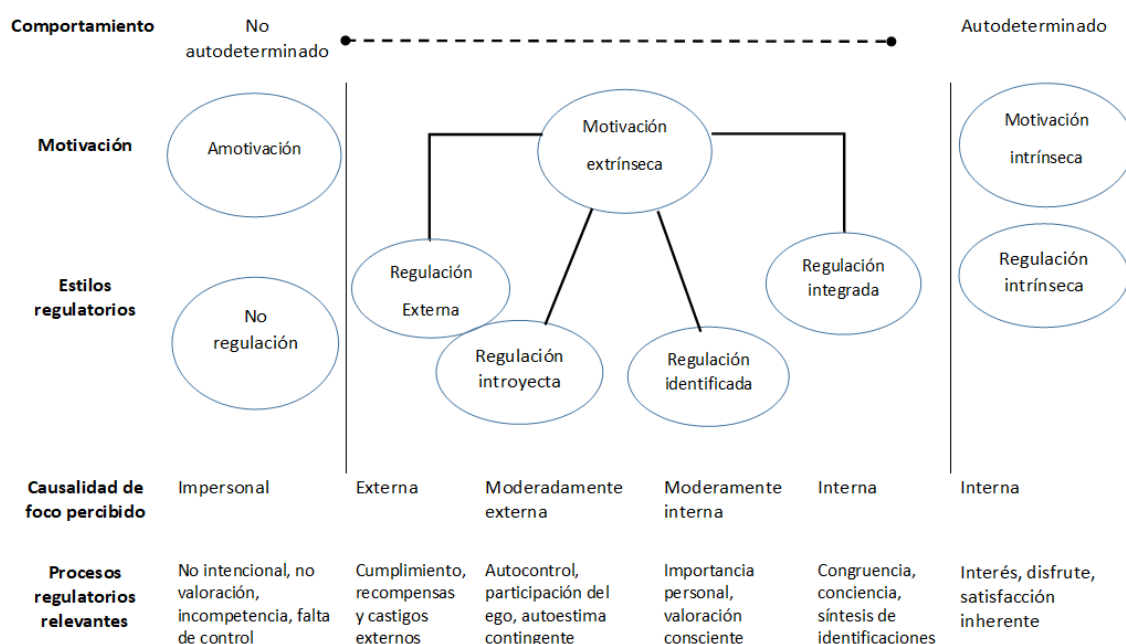 Comportamiento
No
autodeterminado
Autodeterminado
Motivación
Amotivación
Motivación
extrínseca
Motivación
intrínseca
Estilos
regulatorios
No
regulación
Regulación
Externa
Regulación
introyecta
Regulación
identificada
Regulación
integrada
Regulación
intrínseca
Causalidad de
foco percibido
Impersonal
Externa
Moderadamente
externa
Moderamente
interna
Interna
Interna
Procesos
regulatorios
relevantes
No intencional, no
valoración,
incompetencia, falta
de control
Cumplimiento,
recompensas
y castigos
externos
Autocontrol,
participación del
ego, autoestima
contingente
Importancia
personal,
valoración
consciente
Congruencia,
conciencia,
síntesis de
identificaciones
Interés, disfrute,
satisfacción
inherente